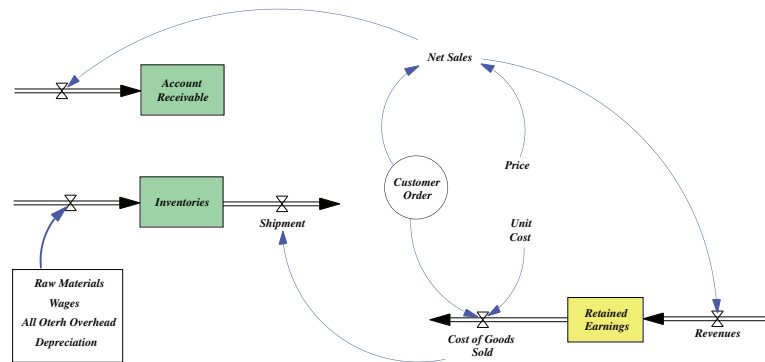 Net Sales
Account
Receivable
Price
Customer
Order
Inventories
Shipment
Unit
Cost
Raw Materials
Wages
All Oterh Overhead
Depreciation
Retained
Earnings
Revenues
Cost of Goods
Sold